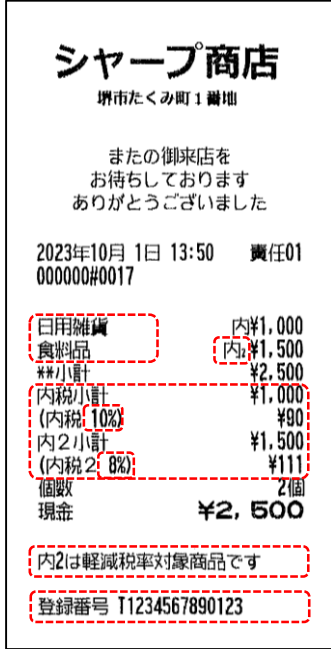 シャープ商店
堺市たくみ町1番地
またの御来店を
お待ちしております
ありがとうございました
2023年10月 1日 13:50 責任01
000000#0017
日用雑貨 内¥1,000
食料品 内2¥1,500
**小計 ¥2,500
内税小計 ¥1,000
(内税 10%) ¥90
内2小計 ¥1,500
(内税2 8%) ¥111
個数 2個
現金 ¥2,500
内2は軽減税率対象商品です
登録番号 T1234567890123